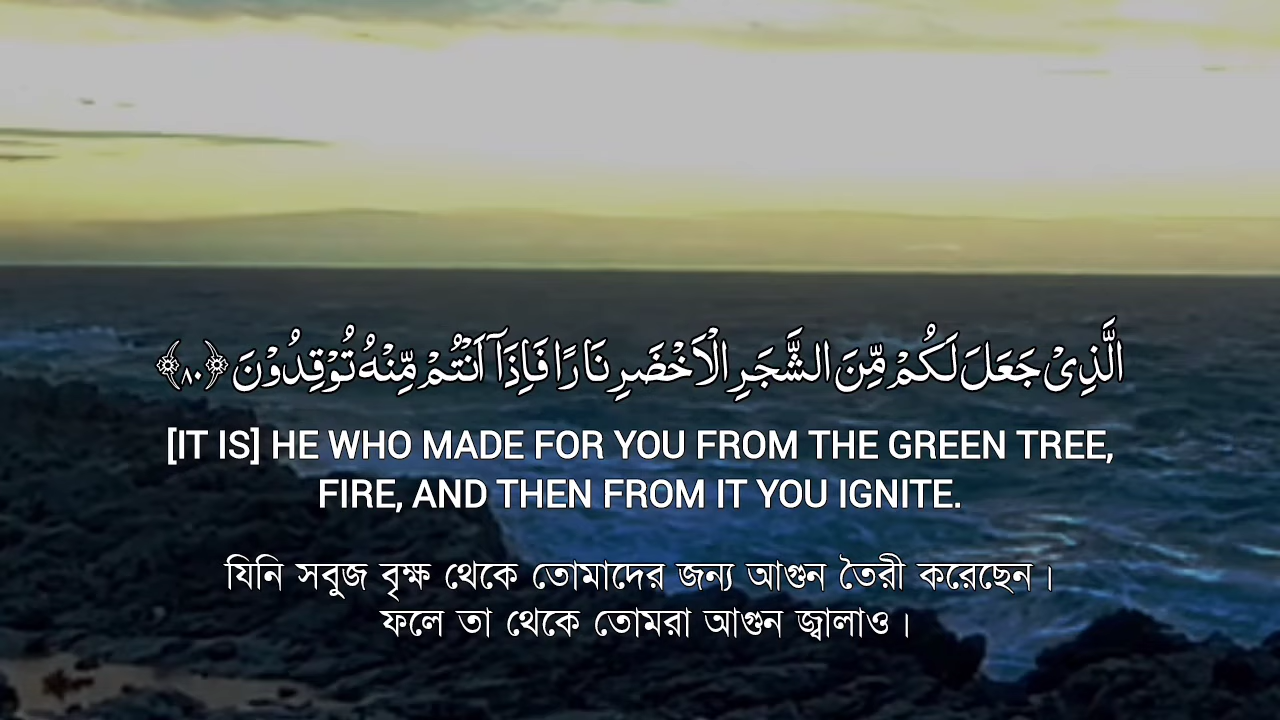 الَّذِیْ جَعَلَ لَكُمْ مِّنَ الشَّجَرِ الْاَخْضَرِ نَارًا فَاِذَاۤ اَنْتُمْ مِّنْهُ تُوْقِدُوْنَ ﴿۸۰﴾
[IT IS] HE WHO MADE FOR YOU FROM THE GREEN TREE,
FIRE, AND THEN FROM IT YOU IGNITE.
যিনি সবুজ বৃক্ষ থেকে তোমাদের জন্য আগুন তৈরী করেছেন।
ফলে তা থেকে তোমরা আগুন জ্বালাও।